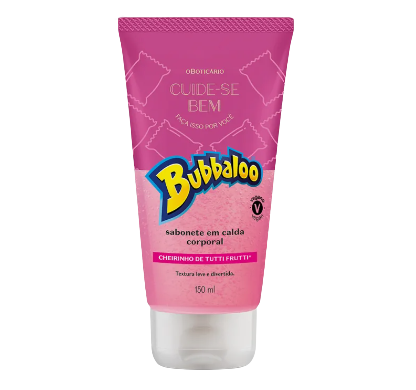 oBoticário
CUIDE-SE
BEM
FAÇA ISSO POR VOCÊ
Bubbaloo
sabonete em calda
corporal
CHEIRINHO DE TUTTI FRUTTI*
Textura leve e divertida.
150 ml